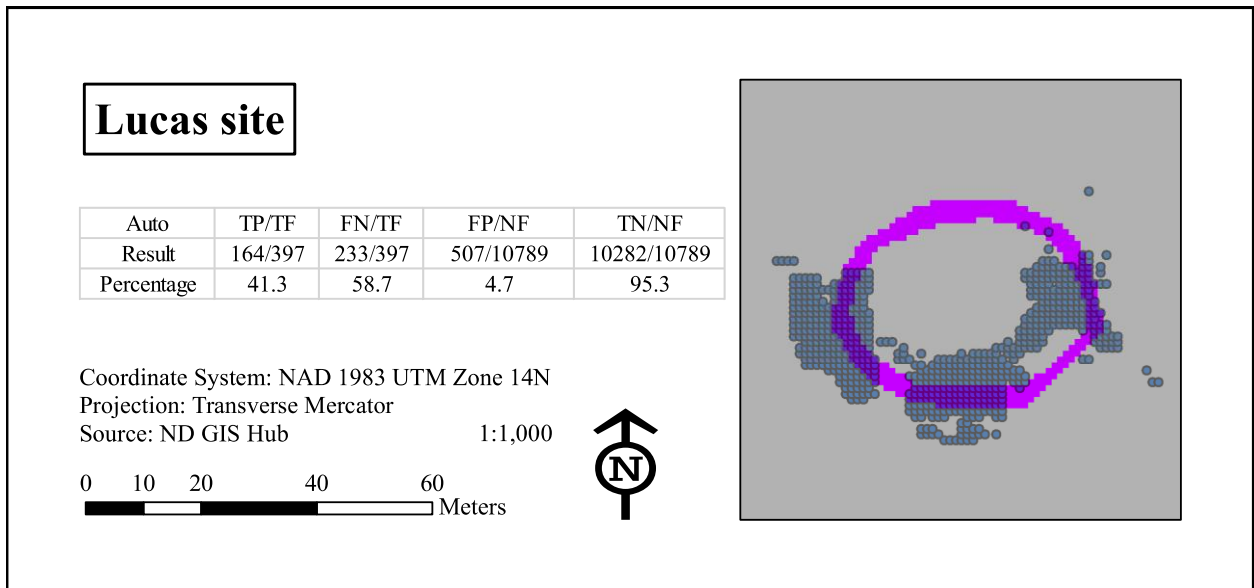 Lucas site
Auto TP/TF FN/TF FP/NF TN/NF
Result 164/397 233/397 507/10789 10282/10789
Percentage 41.3 58.7 4.7 95.3
Coordinate System: NAD 1983 UTM Zone 14N
Projection: Transverse Mercator
Source: ND GIS Hub 1:1,000
0 10 20 40 60
Meters
N